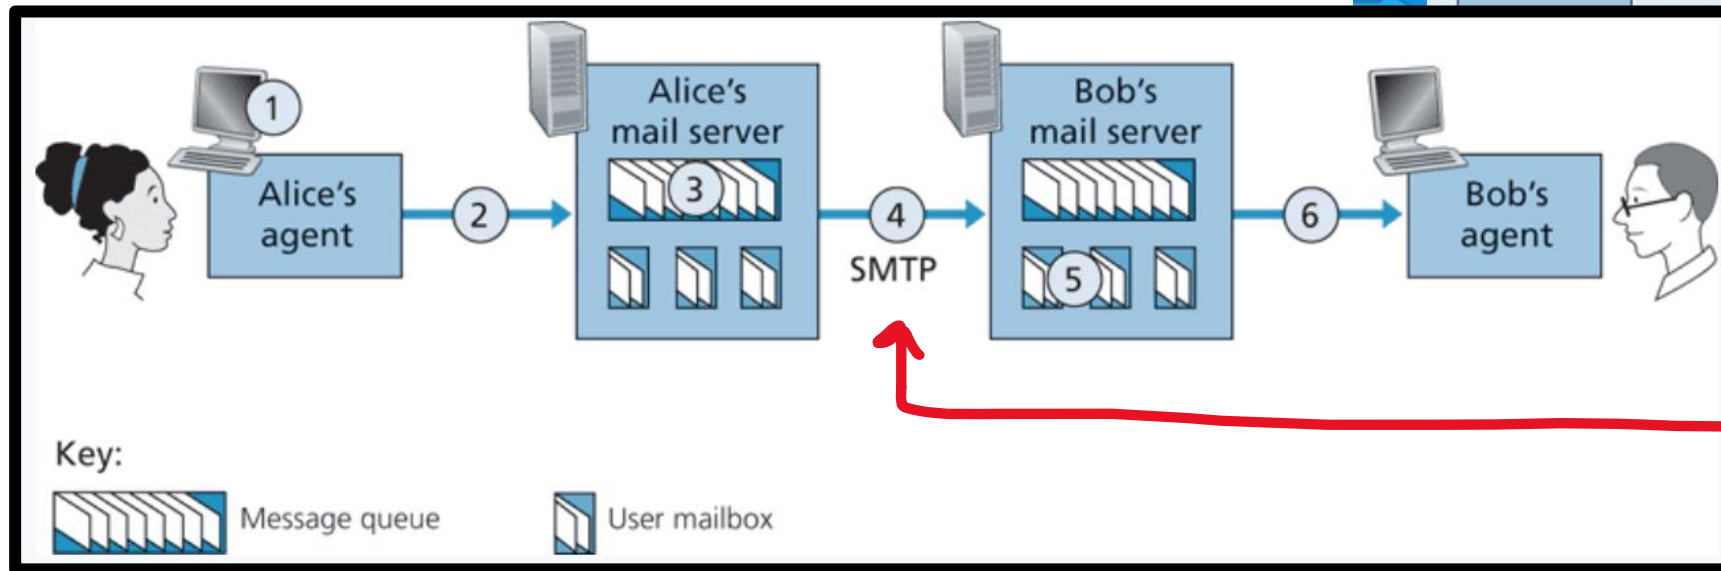 1
Alice's
agent
2
Alice's
mail server
3
4
SMTP
Bob's
mail server
5
6
Bob's
agent
Key:
Message queue
User mailbox